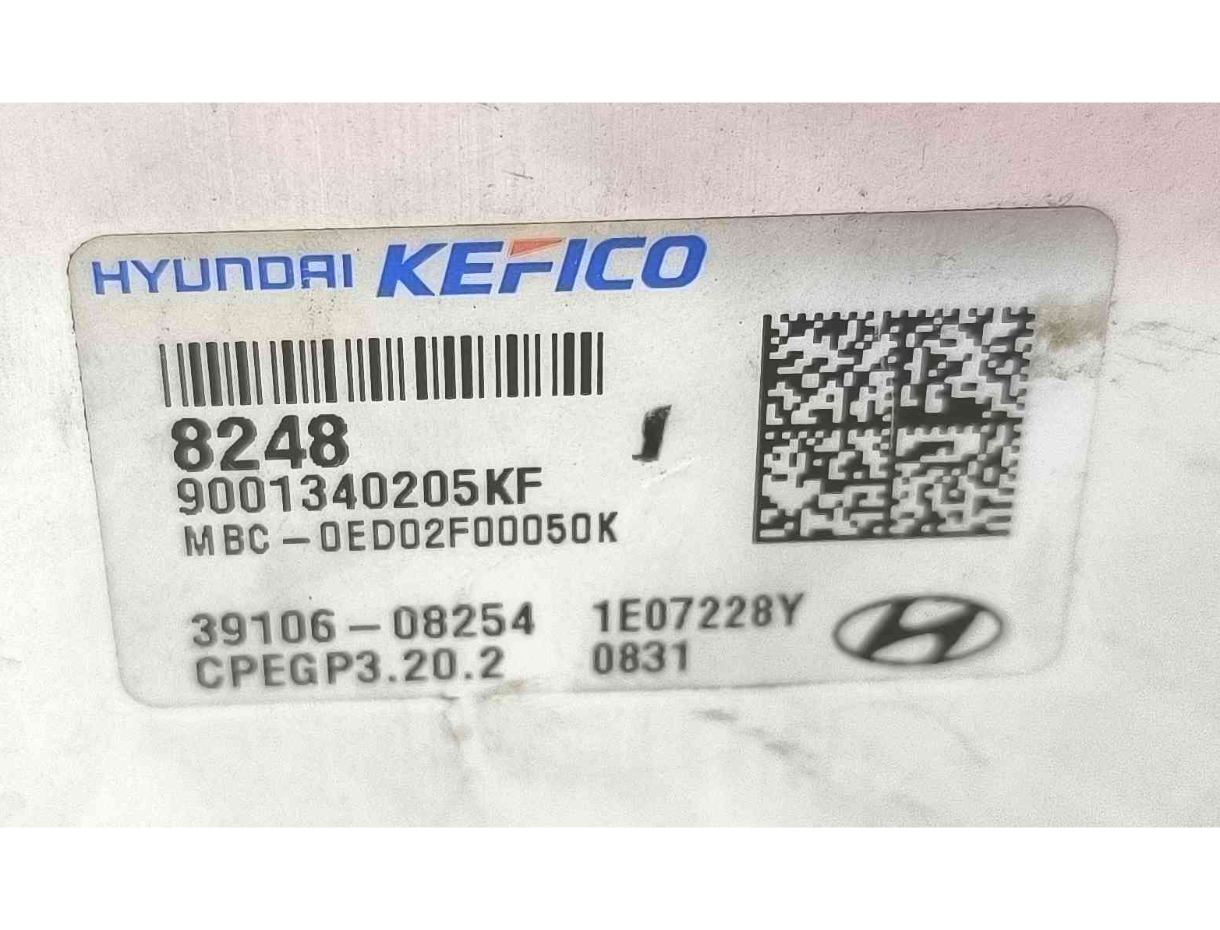 HYUNDAI KEFICO
8248
9001340205KF
MBC-0ED02F00050K
39106-08254 1E07228Y
CPEGP3.20.2 0831